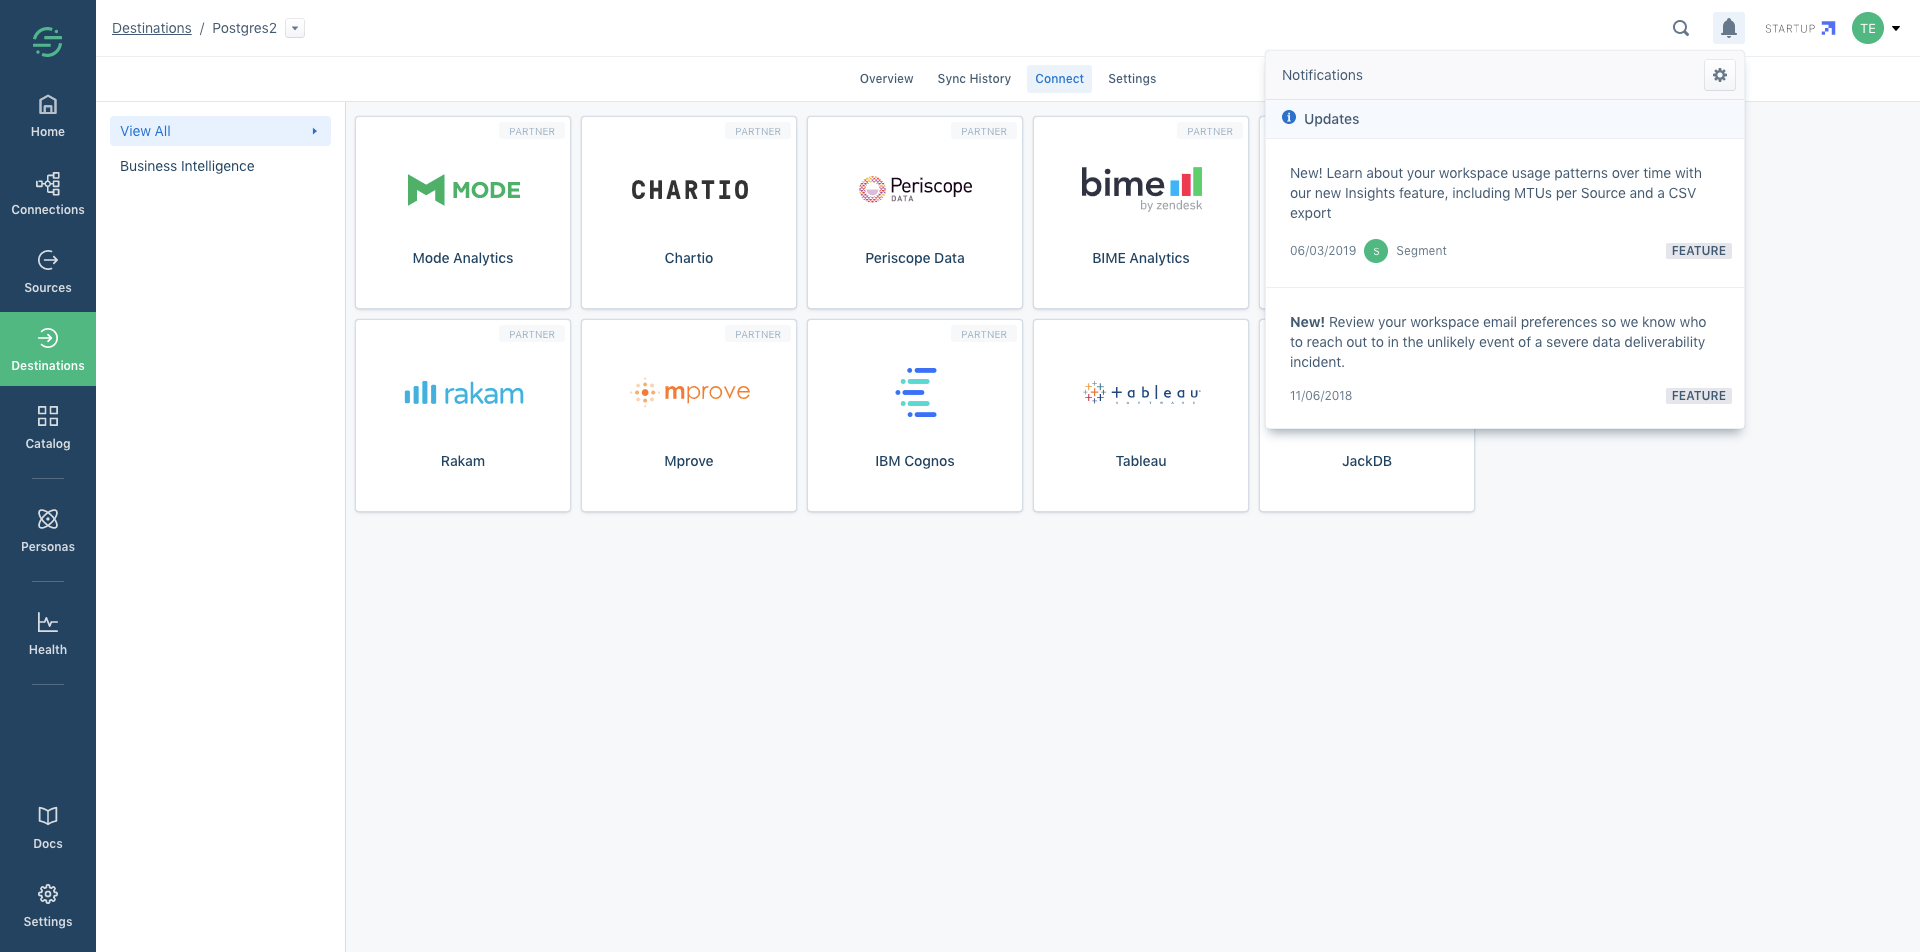 Destinations / Postgres2
STARTUP
TE
Overview
Sync History
Connect
Settings
Home
Connections
Sources
Destinations
Catalog
Personas
Health
Docs
Settings
View All
Business Intelligence
PARTNER
MODE
Mode Analytics
PARTNER
CHARTIO
Chartio
PARTNER
Periscope
DATA
Periscope Data
PARTNER
bime
by zendesk
BIME Analytics
PARTNER
rakam
Rakam
PARTNER
mprove
Mprove
PARTNER
IBM Cognos
tableau
Tableau
JackDB
Notifications
Updates
New! Learn about your workspace usage patterns over time with
our new Insights feature, including MTUs per Source and a CSV
export
06/03/2019 S Segment FEATURE
New! Review your workspace email preferences so we know who
to reach out to in the unlikely event of a severe data deliverability
incident.
11/06/2018 FEATURE